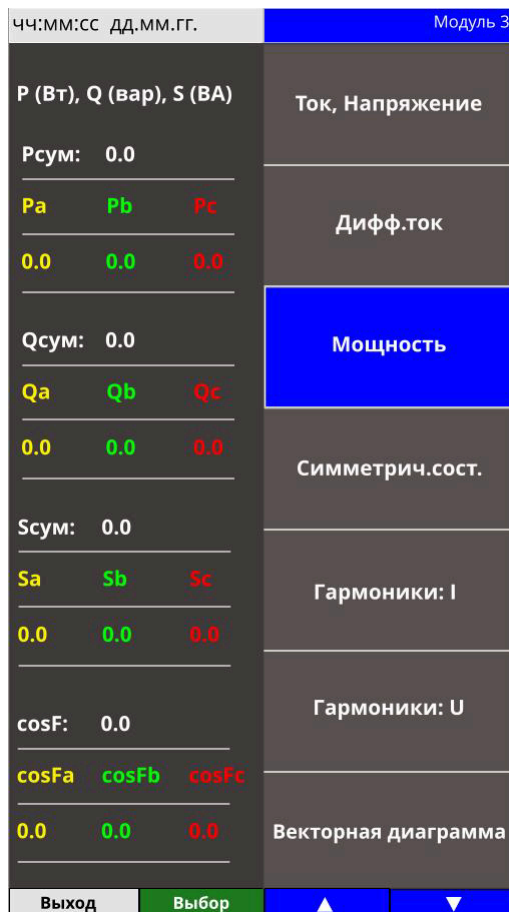 чч:мм:сс дд.мм.гг.
Модуль 3
P (Вт), Q (вар), S (ВА)
Pсум: 0.0
Pa Pb Pc
0.0 0.0 0.0
Qсум: 0.0
Qa Qb Qc
0.0 0.0 0.0
Sсум: 0.0
Sa Sb Sc
0.0 0.0 0.0
cosF: 0.0
cosFa cosFb cosFc
0.0 0.0 0.0
Ток, Напряжение
Дифф.ток
Мощность
Симметрич.сост.
Гармоники: I
Гармоники: U
Векторная диаграмма
Выход Выбор ▲ ▼